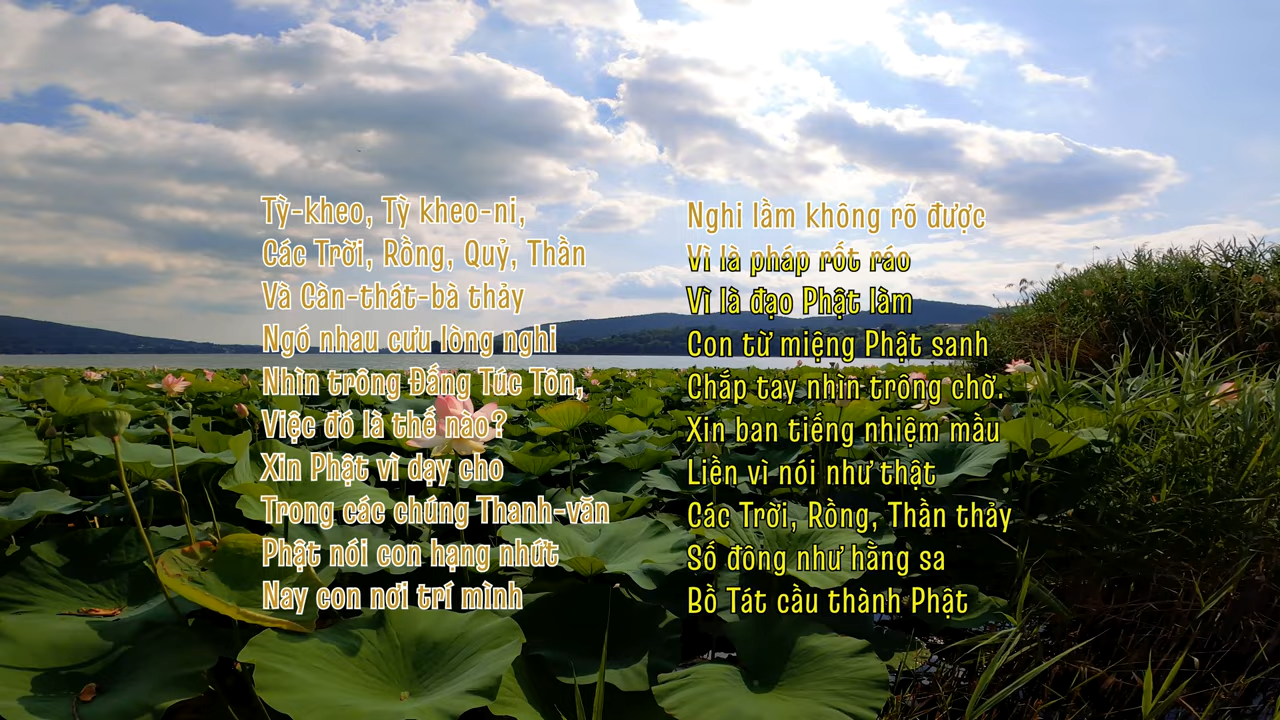 Tỳ-kheo, Tỳ kheo-ni,
Các Trời, Rồng, Quỷ, Thần
Và Càn-thát-bà thảy
Ngó nhau cưu lòng nghi
Nhìn trông Đấng Túc Tôn,
Việc đó là thế nào?
Xin Phật vì dạy cho
Trong các chúng Thanh-văn
Phật nói con hạng nhứt
Nay con nơi trí mình
Nghi lầm không rõ được
Vì là pháp rốt ráo
Vì là đạo Phật làm
Con từ miệng Phật sanh
Chắp tay nhìn trông chờ.
Xin ban tiếng nhiệm mầu
Liền vì nói như thật
Các Trời, Rồng, Thần thảy
Số đông như hằng sa
Bồ Tát cầu thành Phật